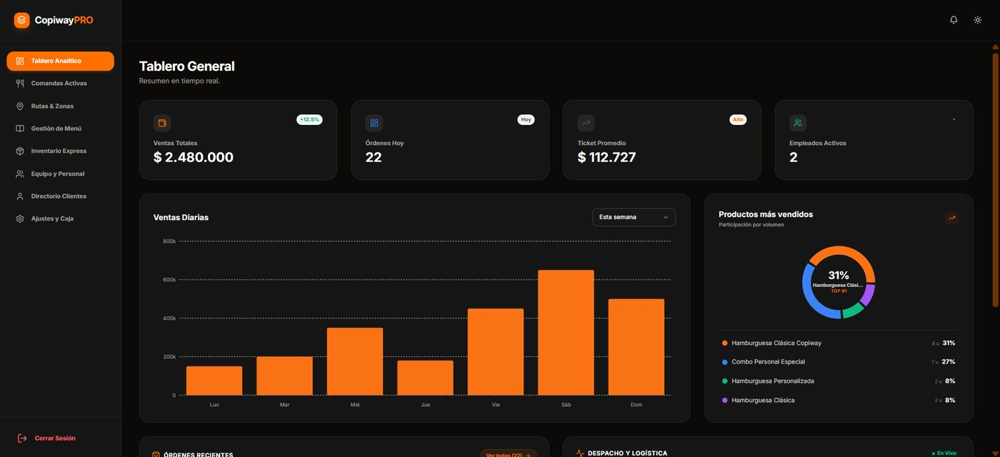 CopiwayPRO
Tablero Analítico
Comandas Activas
Rutas & Zonas
Gestión de Menú
Inventario Express
Equipo y Personal
Directorio Clientes
Ajustes y Caja
Cerrar Sesión
Tablero General
Resumen en tiempo real.
+12.5%
Ventas Totales
$ 2.480.000
Hoy
Órdenes Hoy
22
Alto
Ticket Promedio
$ 112.727
Empleados Activos
2
Ventas Diarias
Esta semana
800k
600k
400k
200k
0
Lun Mar Mié Jue Vie Sáb Dom
Productos más vendidos
Participación por volumen
31%
Hamburguesa Clási...
TOP #1
Hamburguesa Clásica Copiway 8 u 31%
Combo Personal Especial 7 u 27%
Hamburguesa Personalizada 2 u 8%
Hamburguesa Clásica 2 u 8%
ÓRDENES RECIENTES
Ver todas (22) →
DESPACHO Y LOGÍSTICA
En Vivo